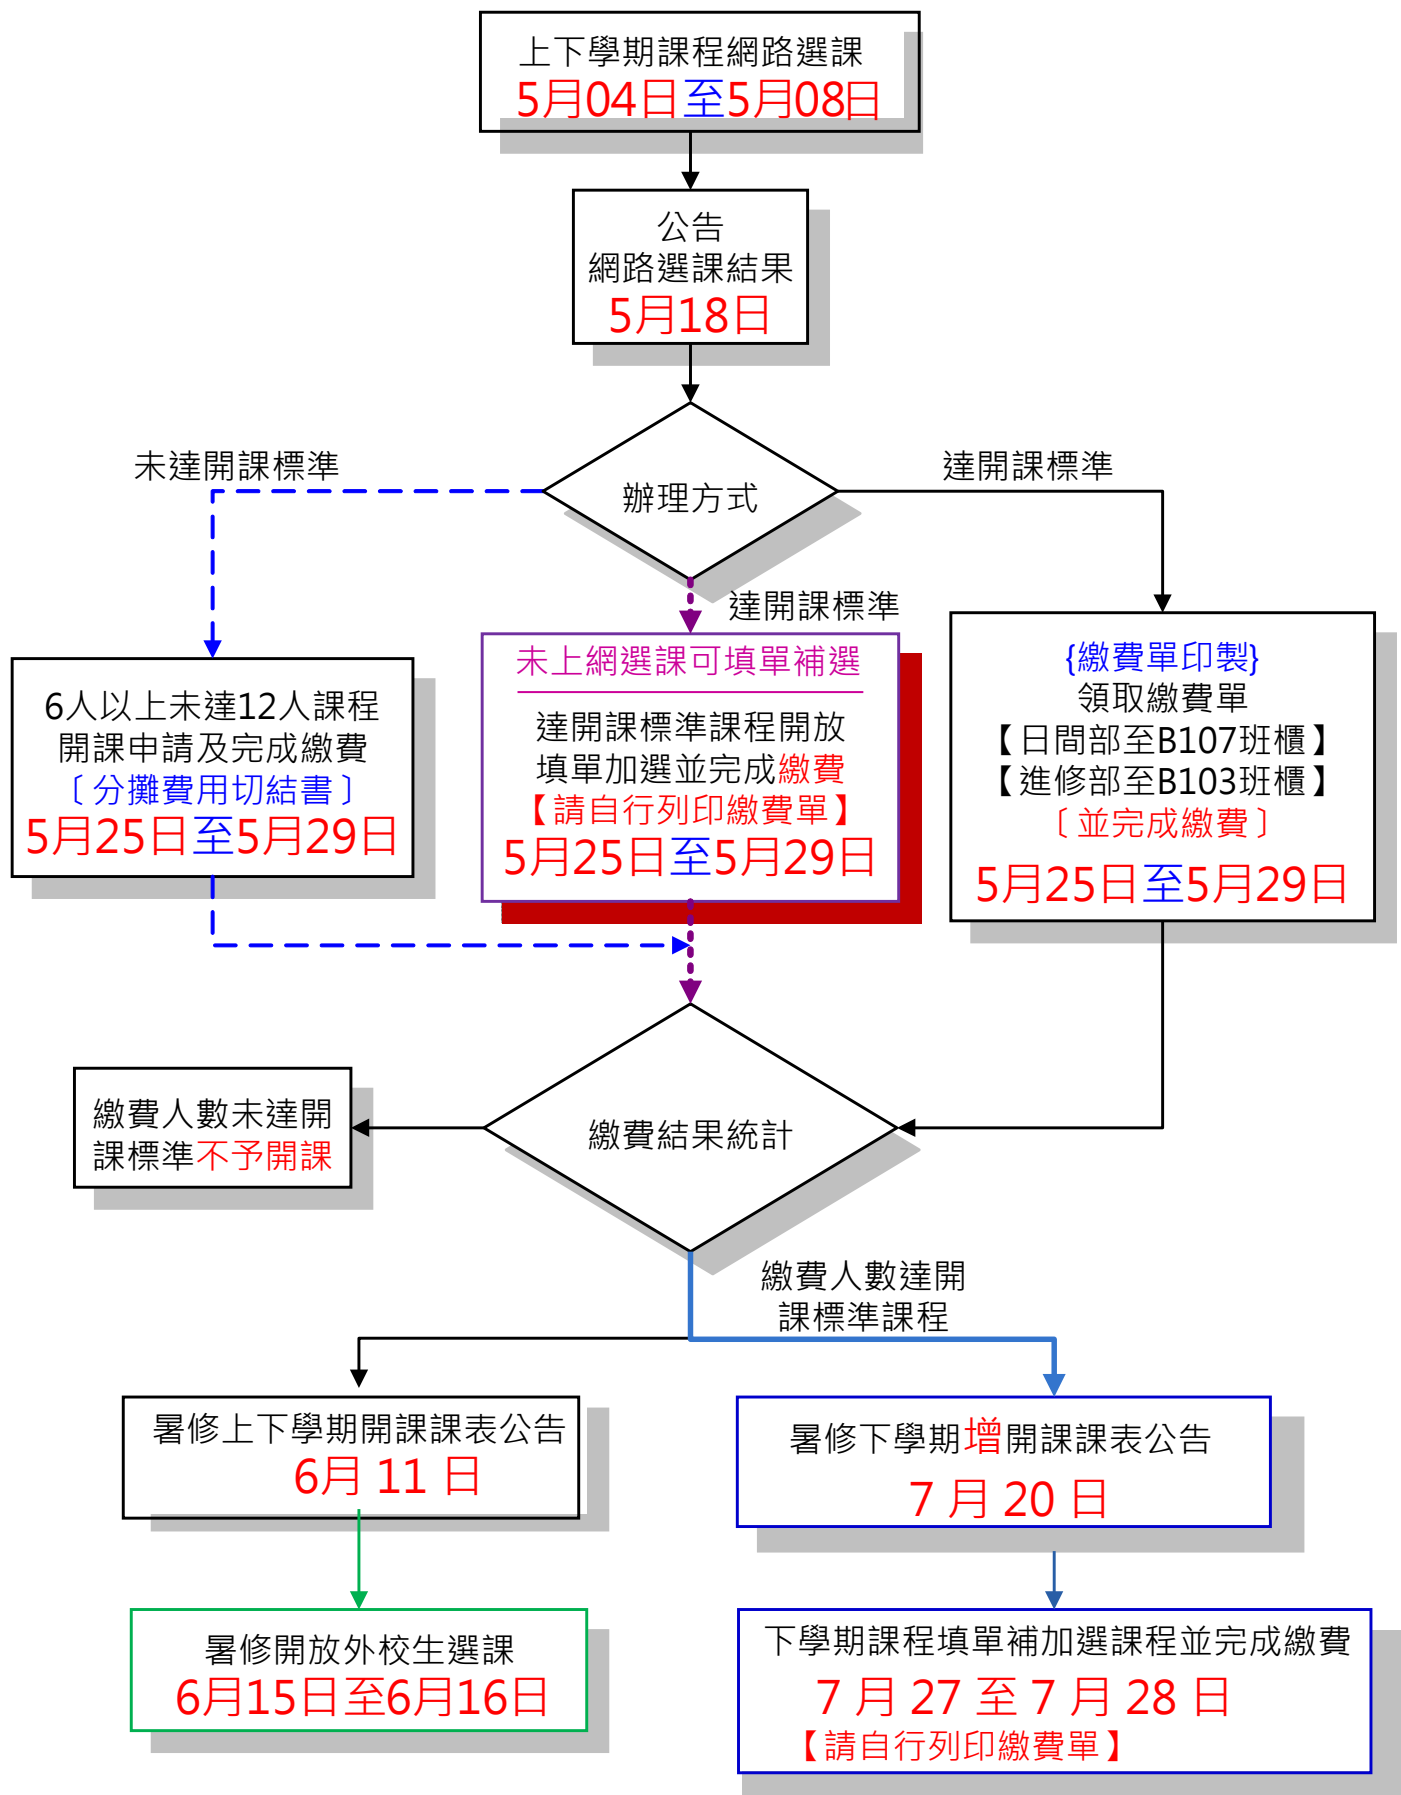 上下學期課程網路選課
5月04日至5月08日
公告
網路選課結果
5月18日
未達開課標準
達開課標準
辦理方式
達開課標準
6人以上未達12人課程
開課申請及完成繳費
〔分攤費用切結書〕
5月25日至5月29日
未上網選課可填單補選
達開課標準課程開放
填單加選並完成繳費
【請自行列印繳費單】
5月25日至5月29日
{繳費單印製}
領取繳費單
【日間部至B107班櫃】
【進修部至B103班櫃】
〔並完成繳費〕
5月25日至5月29日
繳費人數未達開
課標準不予開課
繳費結果統計
繳費人數達開
課標準課程
暑修上下學期開課課表公告
6月 11 日
暑修下學期增開課課表公告
7 月 20 日
暑修開放外校生選課
6月15日至6月16日
下學期課程填單補加選課程並完成繳費
7 月 27 至 7 月 28 日
【請自行列印繳費單】